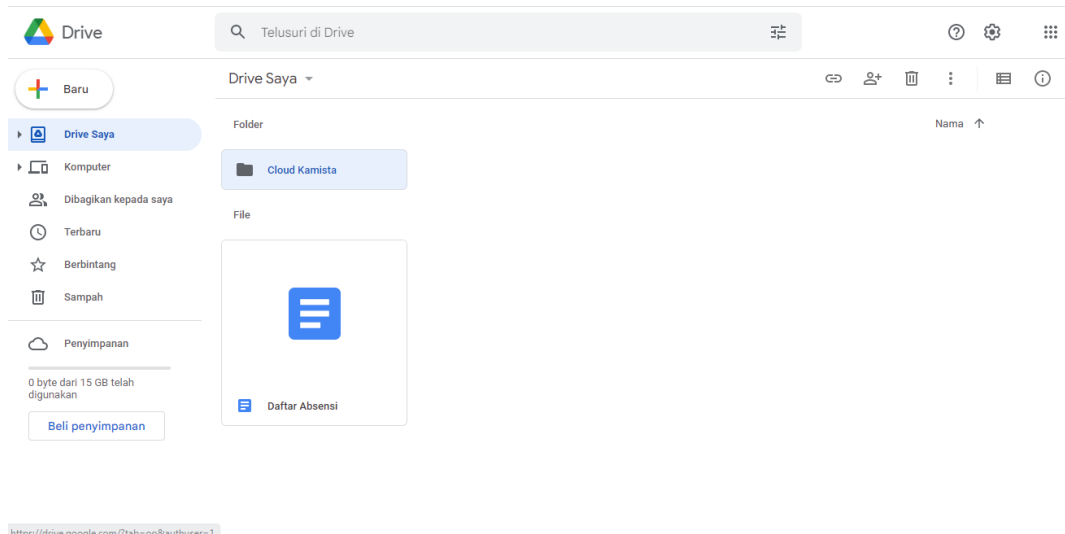 Drive
Telusuri di Drive
Baru
Drive Saya
Drive Saya
Komputer
Dibagikan kepada saya
Terbaru
Berbintang
Sampah
Penyimpanan
0 byte dari 15 GB telah
digunakan
Beli penyimpanan
Folder
Nama
Cloud Kamista
File
Daftar Absensi